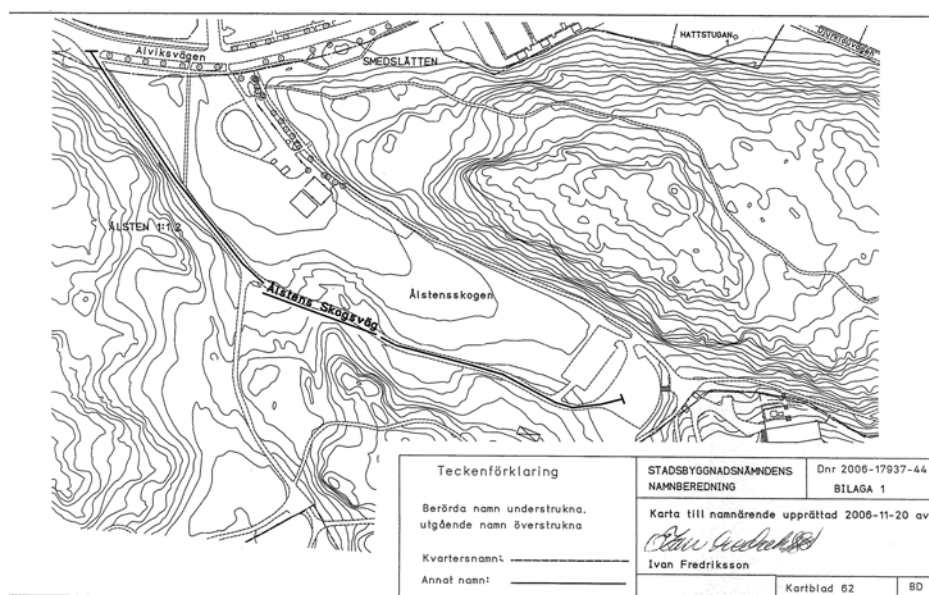 Alviksvägen
SMEDSLÄTTEN
HATTSTUGAN
1
ÅLSTEN 1:1,2
Ålstens Skogsväg
Ålstensskogen
Teckenförklaring
Berörda namn understrukna,
utgående namn överstrukna
Kvartersnamn:
Annat namn:
STADSBYGGNADSNÄMNDENS
NAMNBEREDNING
Dnr 2006-17937-44
BILAGA 1
Karta till namnärende upprättad 2006-11-20 av
Ivan Fredriksson
Kartblad 62
BD